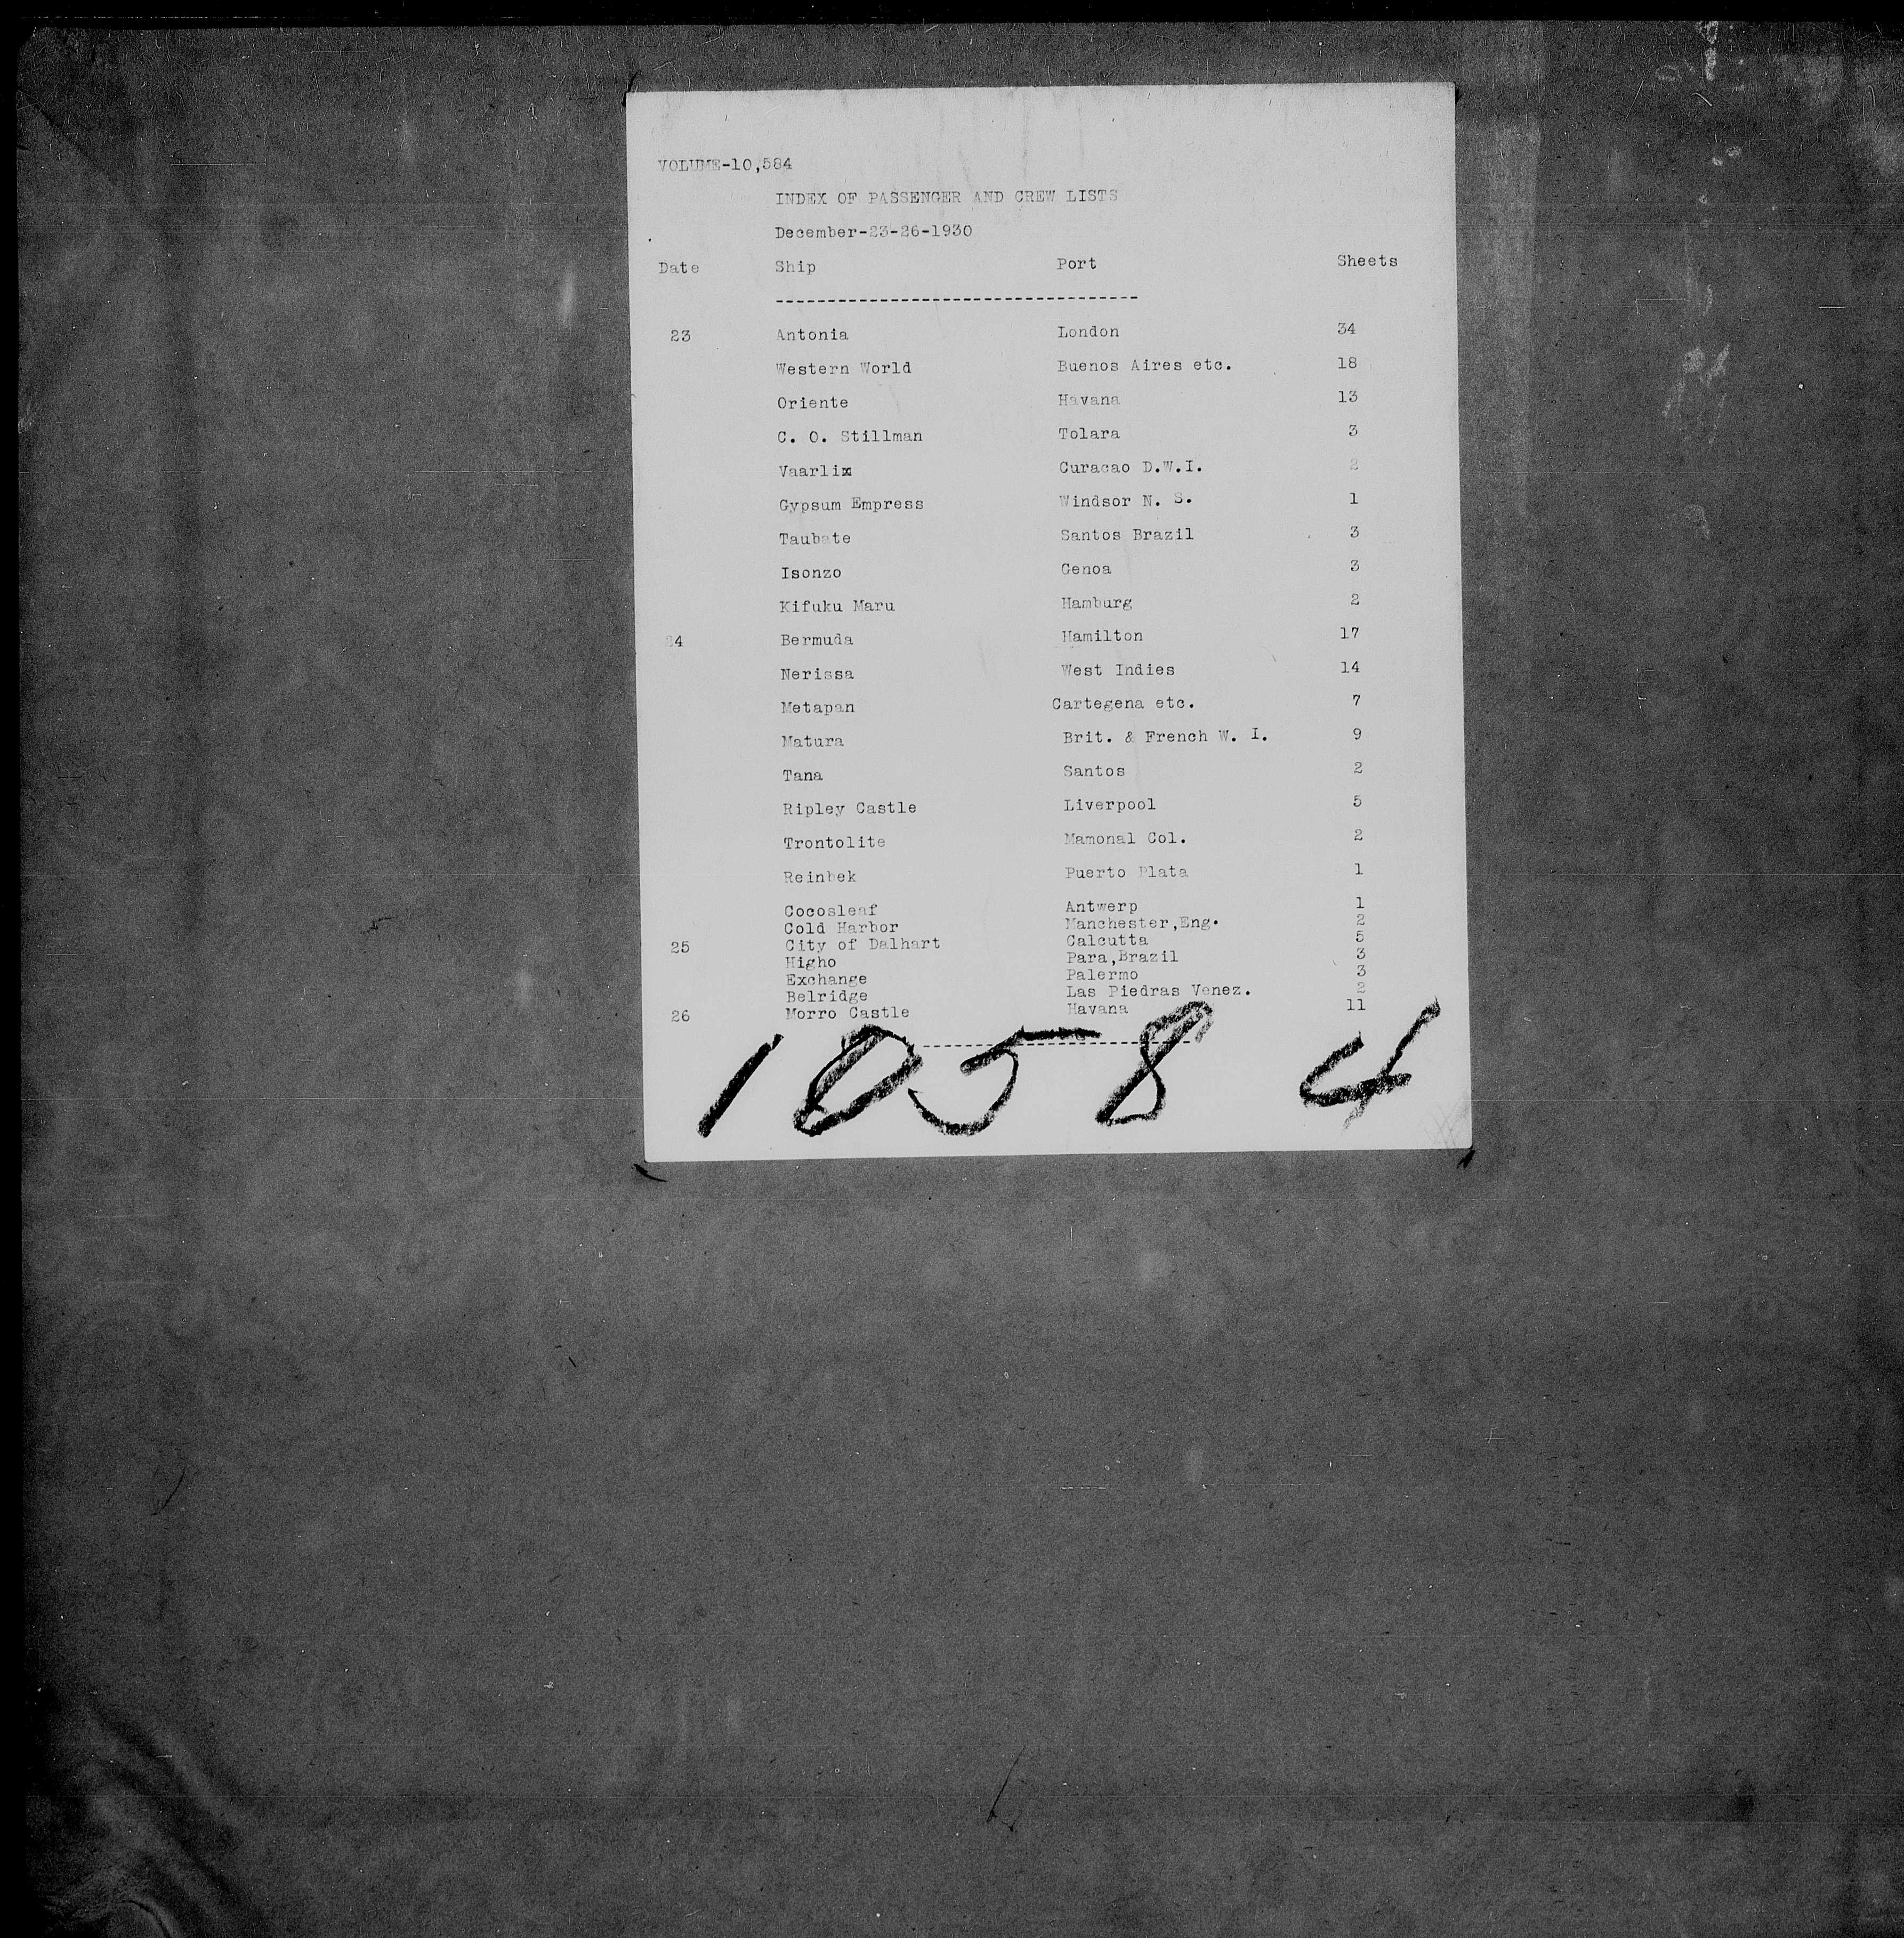 VOLUME-10,584
INDEX OF PASSENGER AND CREW LISTS
December-23-26-1930
Date Ship Port Sheets
-----------------------------------
23 Antonia London 34
Western World Buenos Aires etc. 18
Oriente Havana 13
C. O. Stillman Tolara 3
Vaarlix Curacao D.W.I. 2
Gypsum Empress Windsor N. S. 1
Taubate Santos Brazil 3
Isonzo Genoa 3
Kifuku Maru Hamburg 2
24 Bermuda Hamilton 17
Nerissa West Indies 14
Metapan Cartegena etc. 7
Matura Brit. & French W. I. 9
Tana Santos 2
Ripley Castle Liverpool 5
Trontolite Mamonal Col. 2
Reinbek Puerto Plata 1
Cocosleaf Antwerp 1
Cold Harbor Manchester,Eng. 2
25 City of Dalhart Calcutta 5
Higho Para,Brazil 3
Exchange Palermo 3
Belridge Las Piedras Venez. 2
26 Morro Castle Havana 11
10584